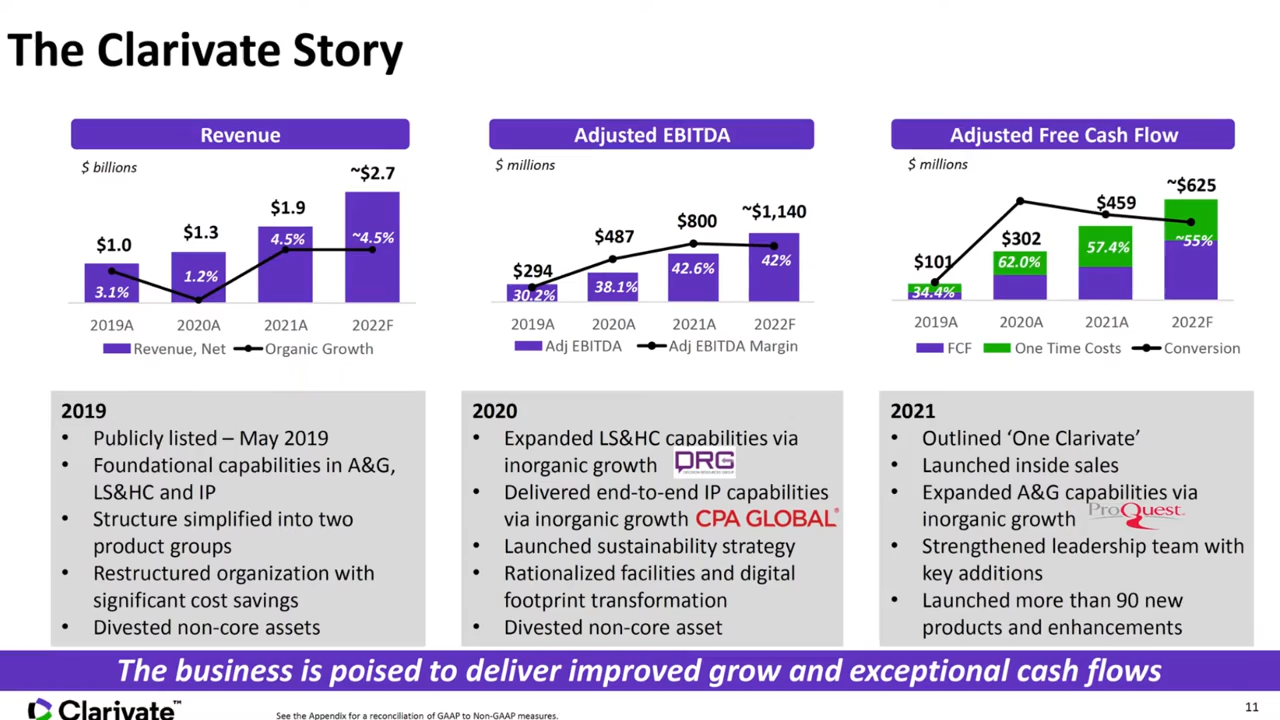 The Clarivate Story
Revenue
$ billions
~$2.7
$1.9
$1.3
$1.0
4.5%
~4.5%
1.2%
3.1%
2019A 2020A 2021A 2022F
Revenue, Net Organic Growth
Adjusted EBITDA
$ millions
~$1,140
$800
$487
$294
42%
42.6%
38.1%
30.2%
2019A 2020A 2021A 2022F
Adj EBITDA Adj EBITDA Margin
Adjusted Free Cash Flow
$ millions
~$625
$459
$302
$101
~55%
57.4%
62.0%
34.4%
2019A 2020A 2021A 2022F
FCF One Time Costs Conversion
2019
• Publicly listed – May 2019
• Foundational capabilities in A&G,
LS&HC and IP
• Structure simplified into two
product groups
• Restructured organization with
significant cost savings
• Divested non-core assets
2020
• Expanded LS&HC capabilities via
inorganic growth DRG
DECISION RESOURCES GROUP
• Delivered end-to-end IP capabilities
via inorganic growth CPA GLOBAL®
• Launched sustainability strategy
• Rationalized facilities and digital
footprint transformation
• Divested non-core asset
2021
• Outlined ‘One Clarivate’
• Launched inside sales
• Expanded A&G capabilities via
inorganic growth ProQuest
• Strengthened leadership team with
key additions
• Launched more than 90 new
products and enhancements
The business is poised to deliver improved grow and exceptional cash flows
Clarivate™
See the Appendix for a reconciliation of GAAP to Non-GAAP measures.
11